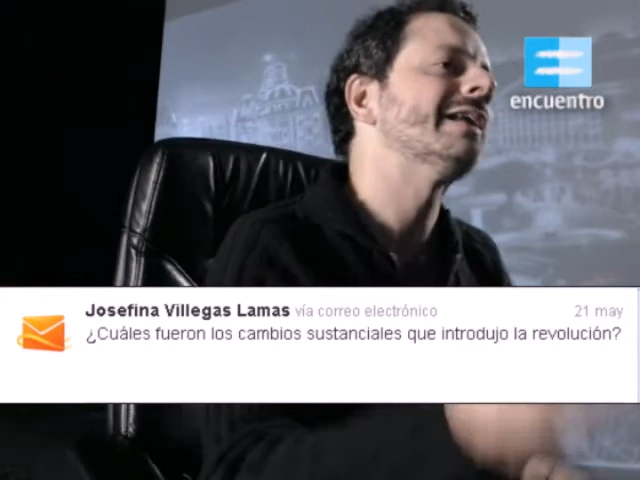 encuentro
Josefina Villegas Lamas vía correo electrónico 21 may
¿Cuáles fueron los cambios sustanciales que introdujo la revolución?